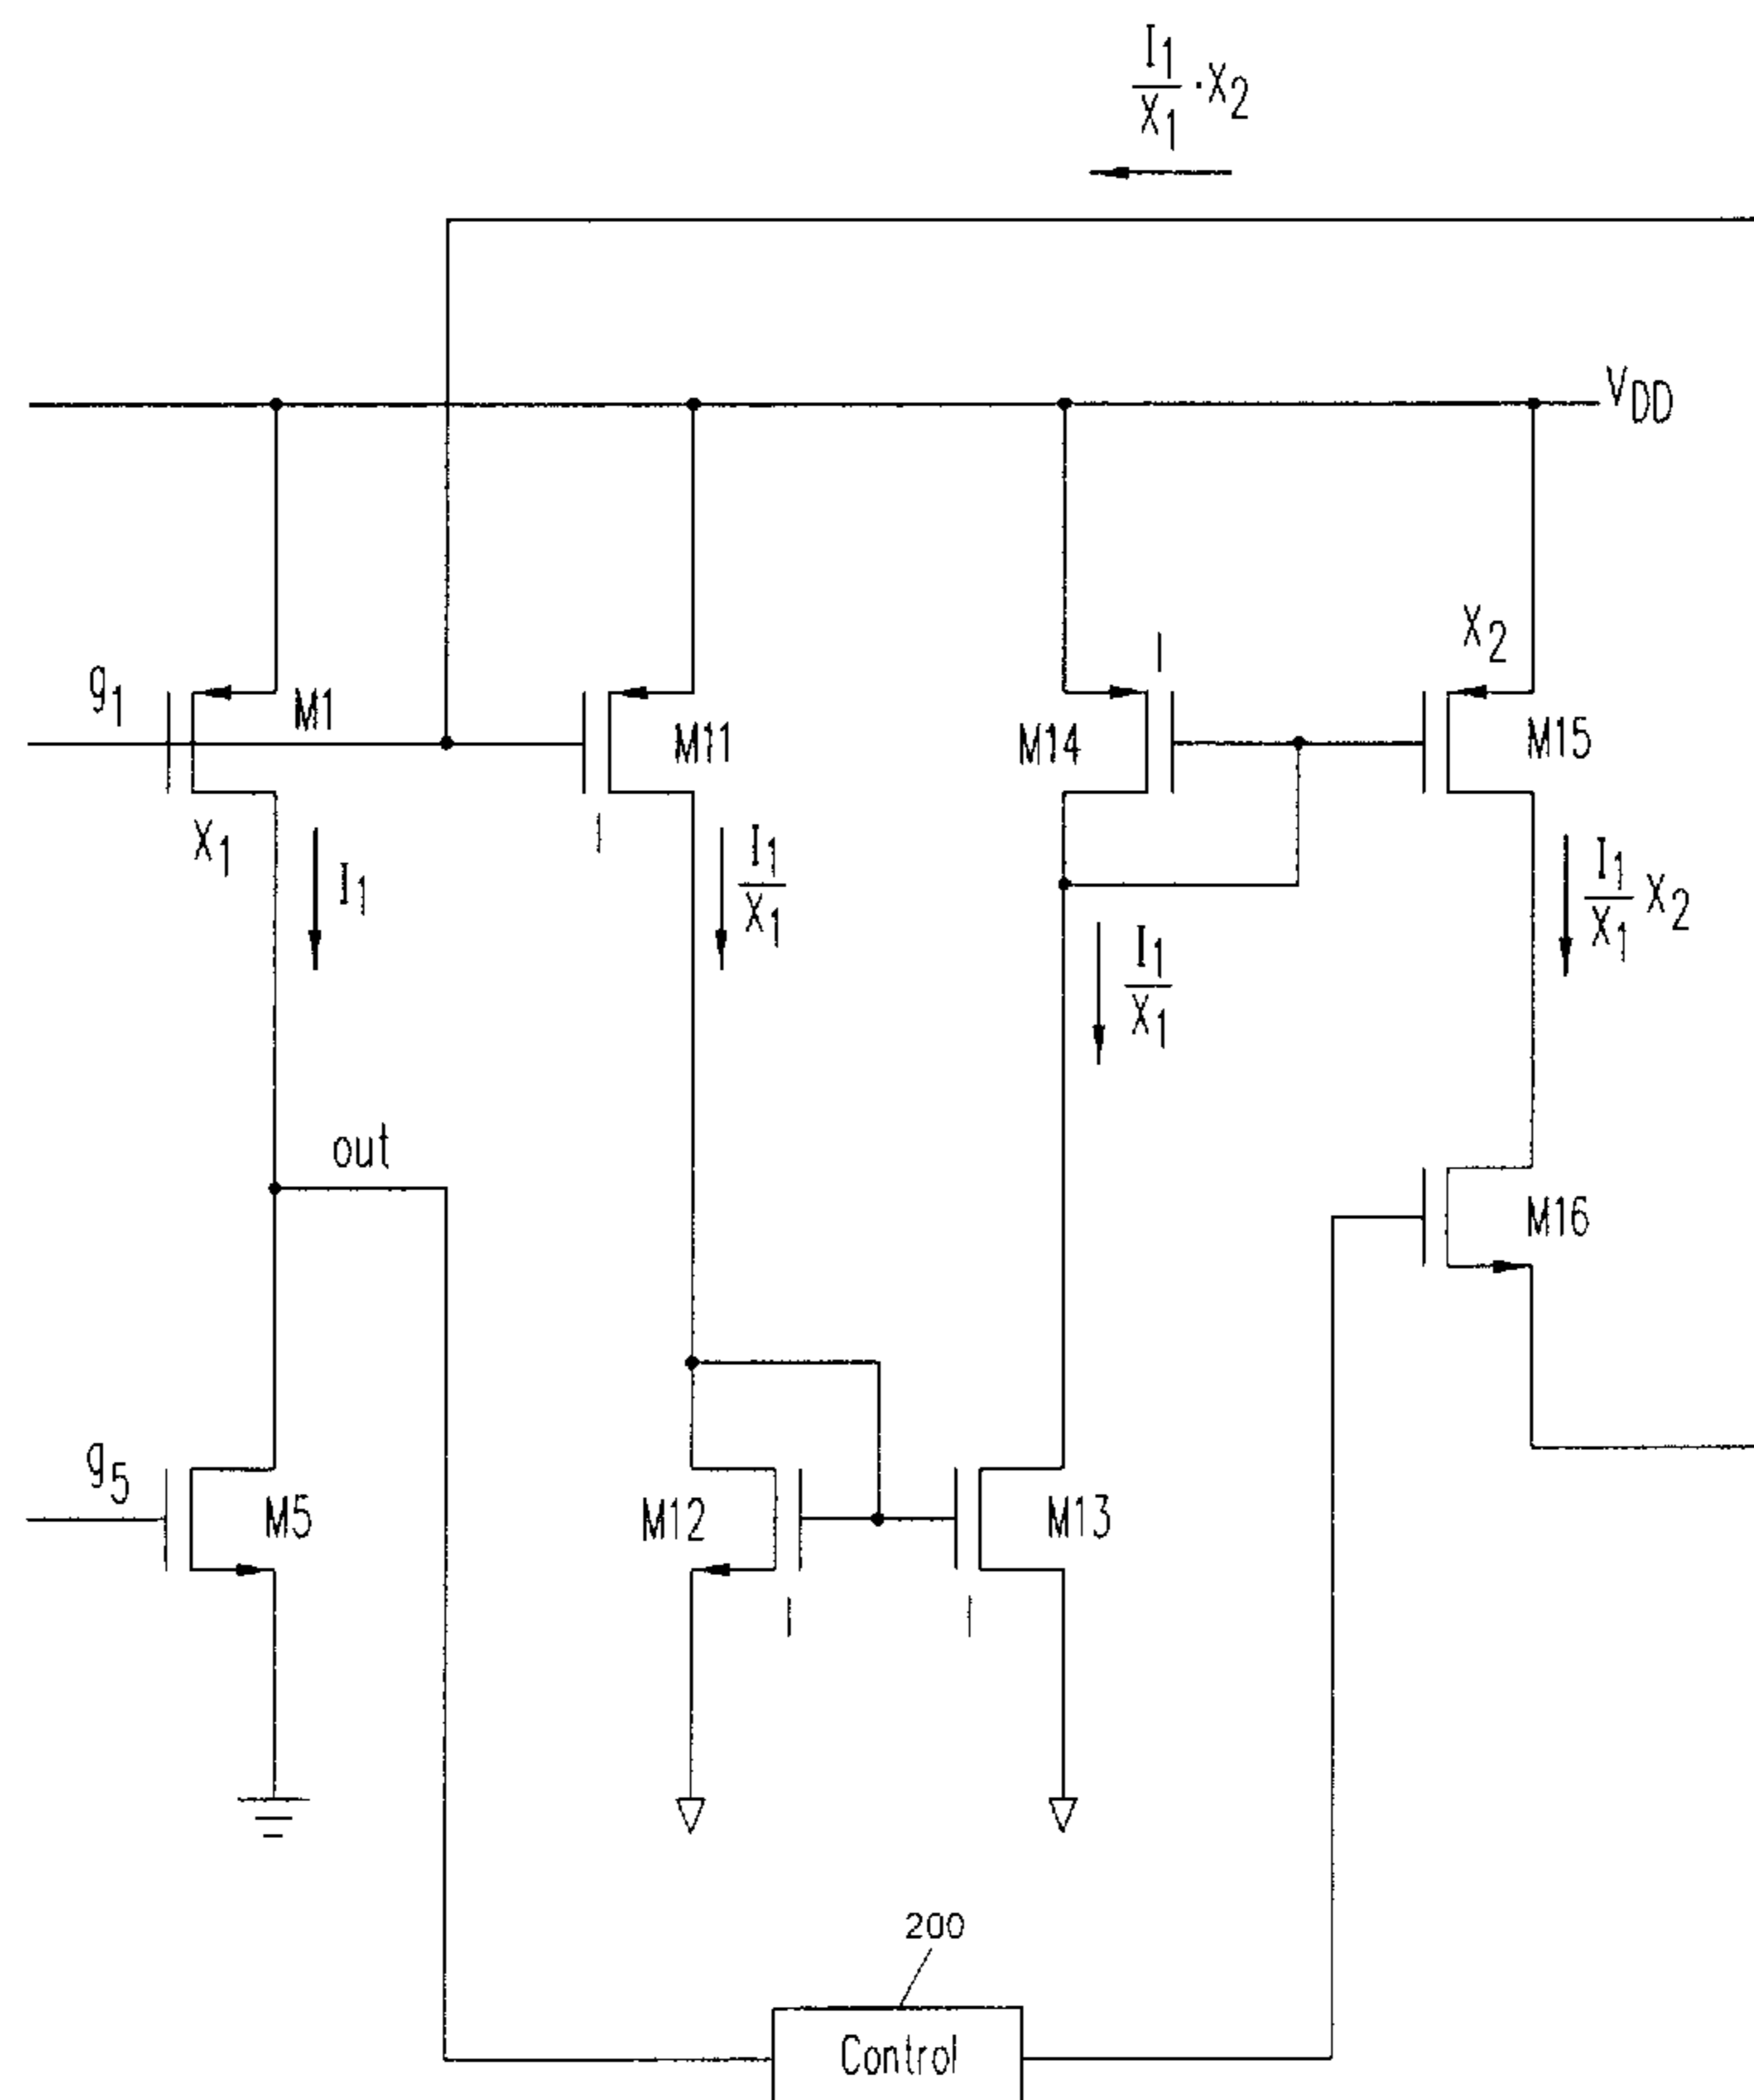 I1/X1 · X2
VDD
X2
g1
M1
M11
M14
M15
X1
I1
I1/X1
I1/X1 X2
I1/X1
out
M16
g5
M5
M12
M13
200
Control